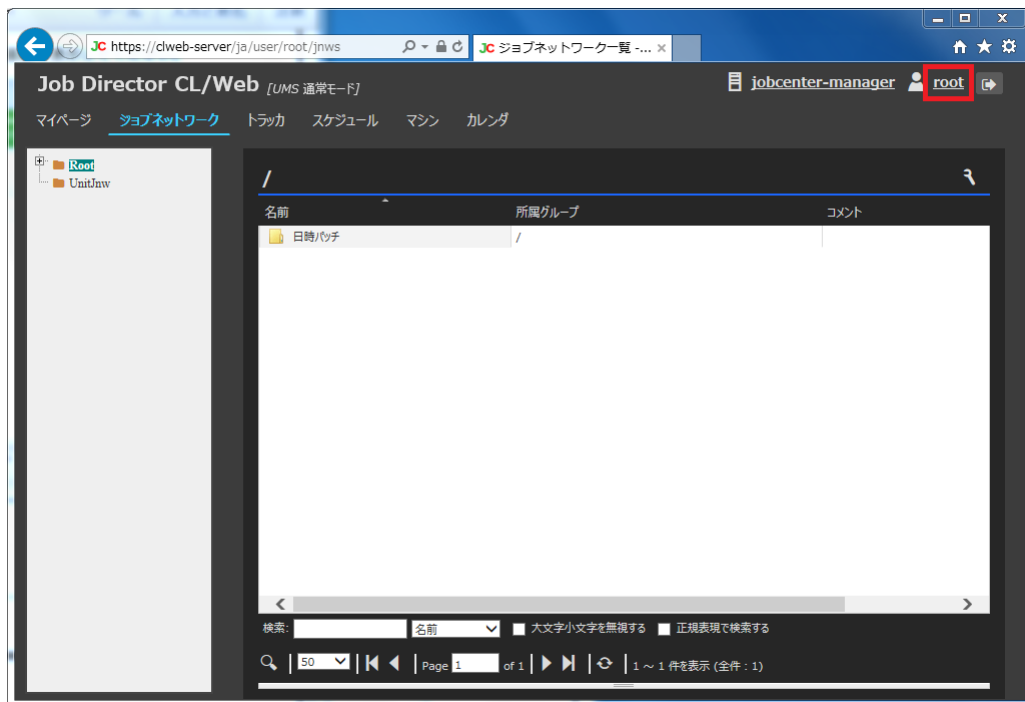 JC https://clweb-server/ja/user/root/jnws
JC ジョブネットワーク一覧 -... ×
Job Director CL/Web [UMS 通常モード]
jobcenter-manager root
マイページ ジョブネットワーク トラッカ スケジュール マシン カレンダ
Root
UnitJnw
/
名前 所属グループ コメント
日時バッチ /
検索: 名前 大文字小文字を無視する 正規表現で検索する
50 Page 1 of 1 1 ~ 1 件を表示 (全件 : 1)